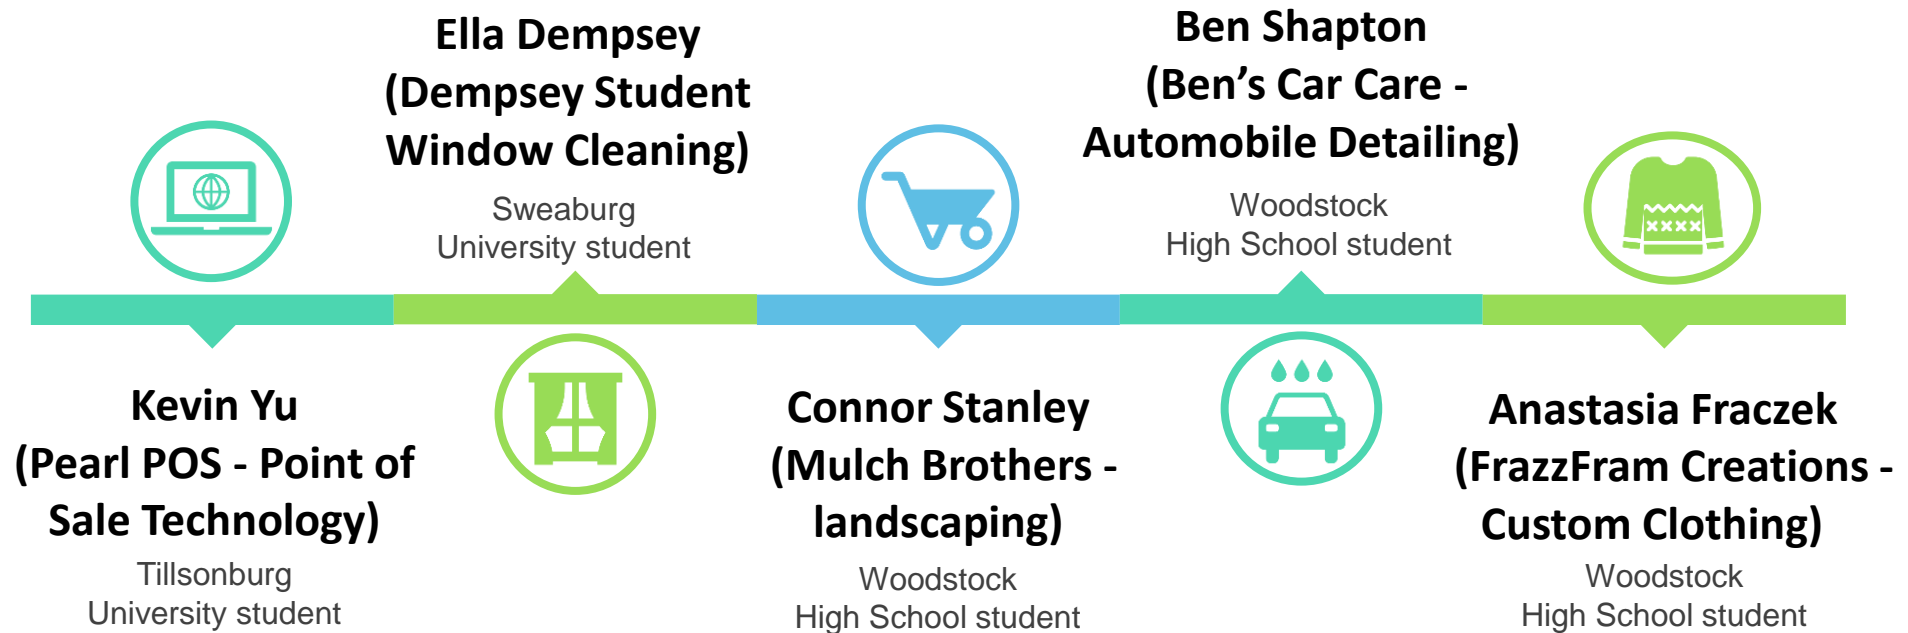 Kevin Yu
(Pearl POS - Point of
Sale Technology)
Tillsonburg
University student
Ella Dempsey
(Dempsey Student
Window Cleaning)
Sweaburg
University student
Connor Stanley
(Mulch Brothers -
landscaping)
Woodstock
High School student
Ben Shapton
(Ben’s Car Care -
Automobile Detailing)
Woodstock
High School student
Anastasia Fraczek
(FrazzFram Creations -
Custom Clothing)
Woodstock
High School student